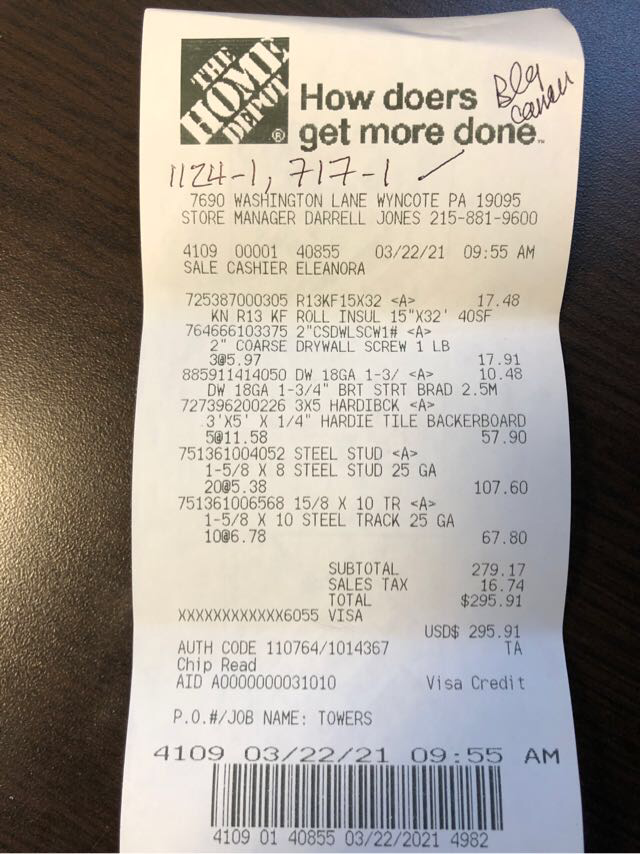 THE
HOME
DEPOT
®
How doers
get more done™
1124-1, 717-1 ✓
7690 WASHINGTON LANE WYNCOTE PA 19095
STORE MANAGER DARRELL JONES 215-881-9600
4109 00001 40855 03/22/21 09:55 AM
SALE CASHIER ELEANORA
725387000305 R13KF15X32 <A> 17.48
KN R13 KF ROLL INSUL 15"X32' 40SF
764666103375 2"CSDWLSCW1# <A>
2" COARSE DRYWALL SCREW 1 LB
3@5.97 17.91
885911414050 DW 18GA 1-3/ <A> 10.48
DW 18GA 1-3/4" BRT STRT BRAD 2.5M
727396200226 3X5 HARDIBCK <A>
3'X5' X 1/4" HARDIE TILE BACKERBOARD
5@11.58 57.90
751361004052 STEEL STUD <A>
1-5/8 X 8 STEEL STUD 25 GA
20@5.38 107.60
751361006568 15/8 X 10 TR <A>
1-5/8 X 10 STEEL TRACK 25 GA
10@6.78 67.80
SUBTOTAL 279.17
SALES TAX 16.74
TOTAL $295.91
XXXXXXXXXXXX6055 VISA
USD$ 295.91
AUTH CODE 110764/1014367 TA
Chip Read
AID A0000000031010 Visa Credit
P.O.#/JOB NAME: TOWERS
4109 03/22/21 09:55 AM
4109 01 40855 03/22/2021 4982